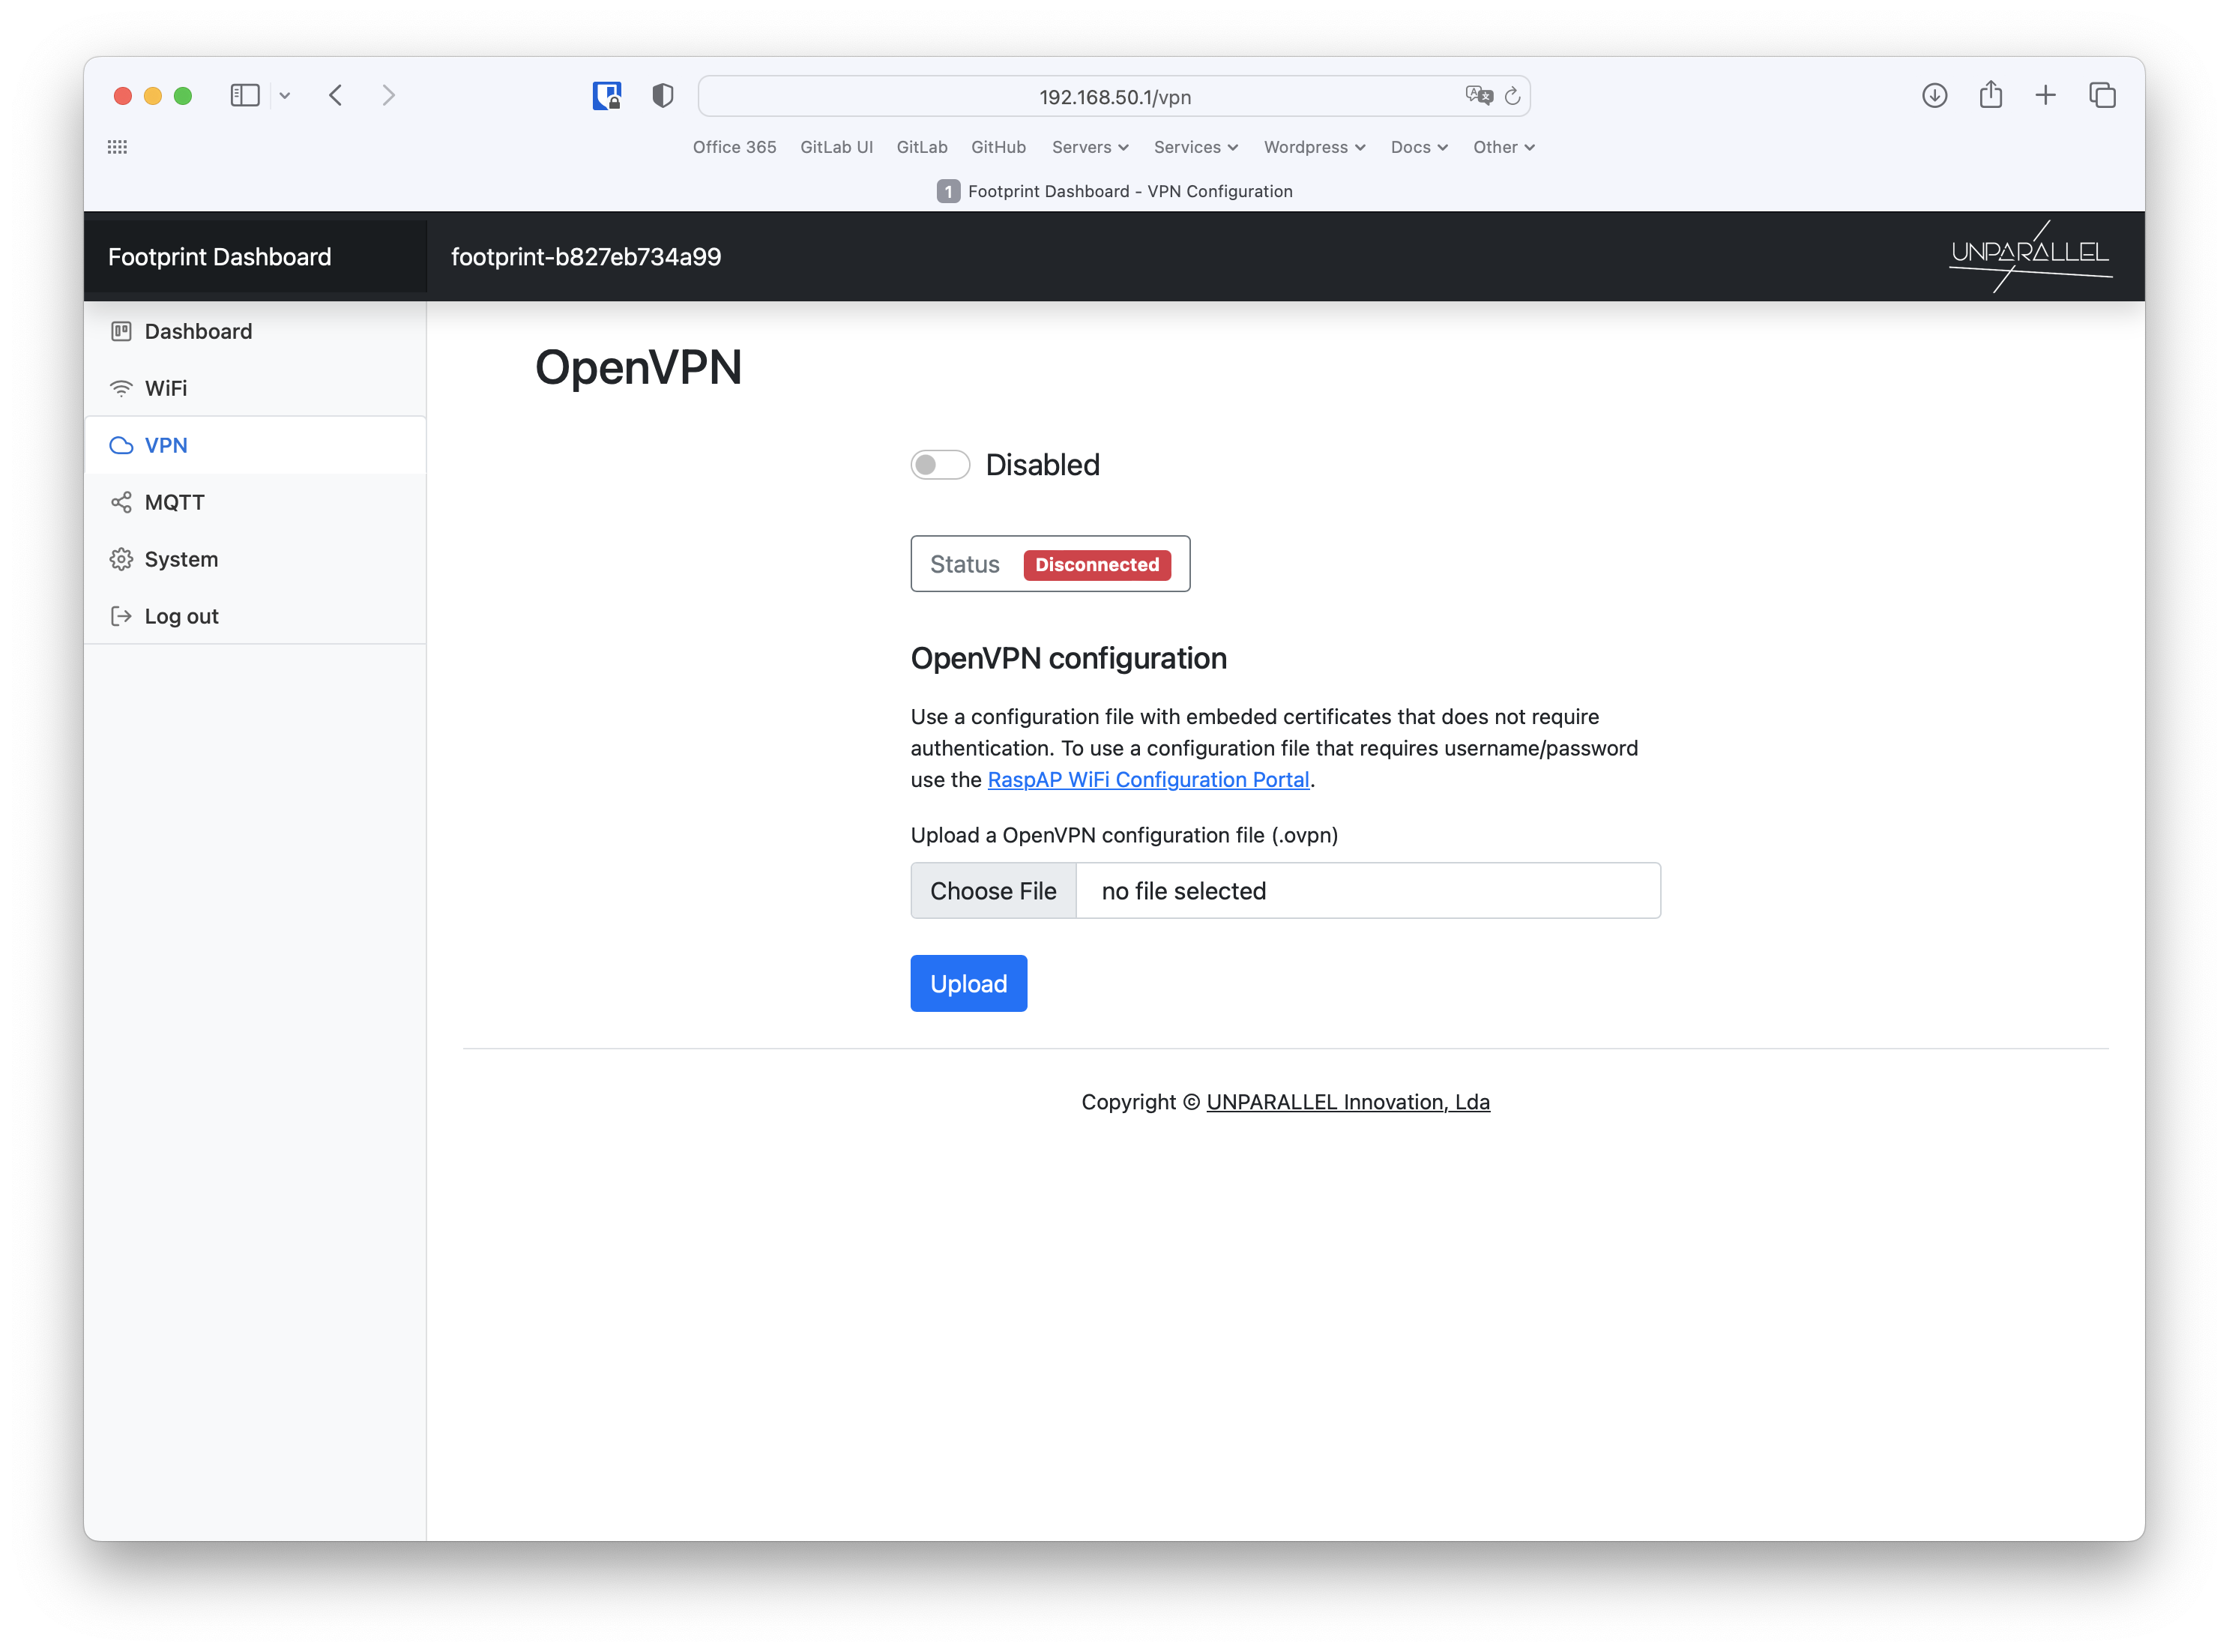 192.168.50.1/vpn
Office 365 GitLab UI GitLab GitHub Servers Services Wordpress Docs Other
1 Footprint Dashboard - VPN Configuration
Footprint Dashboard footprint-b827eb734a99 UNPARALLEL
Dashboard
WiFi
VPN
MQTT
System
Log out
OpenVPN
Disabled
Status Disconnected
OpenVPN configuration
Use a configuration file with embeded certificates that does not require
authentication. To use a configuration file that requires username/password
use the RaspAP WiFi Configuration Portal.
Upload a OpenVPN configuration file (.ovpn)
Choose File no file selected
Upload
Copyright © UNPARALLEL Innovation, Lda